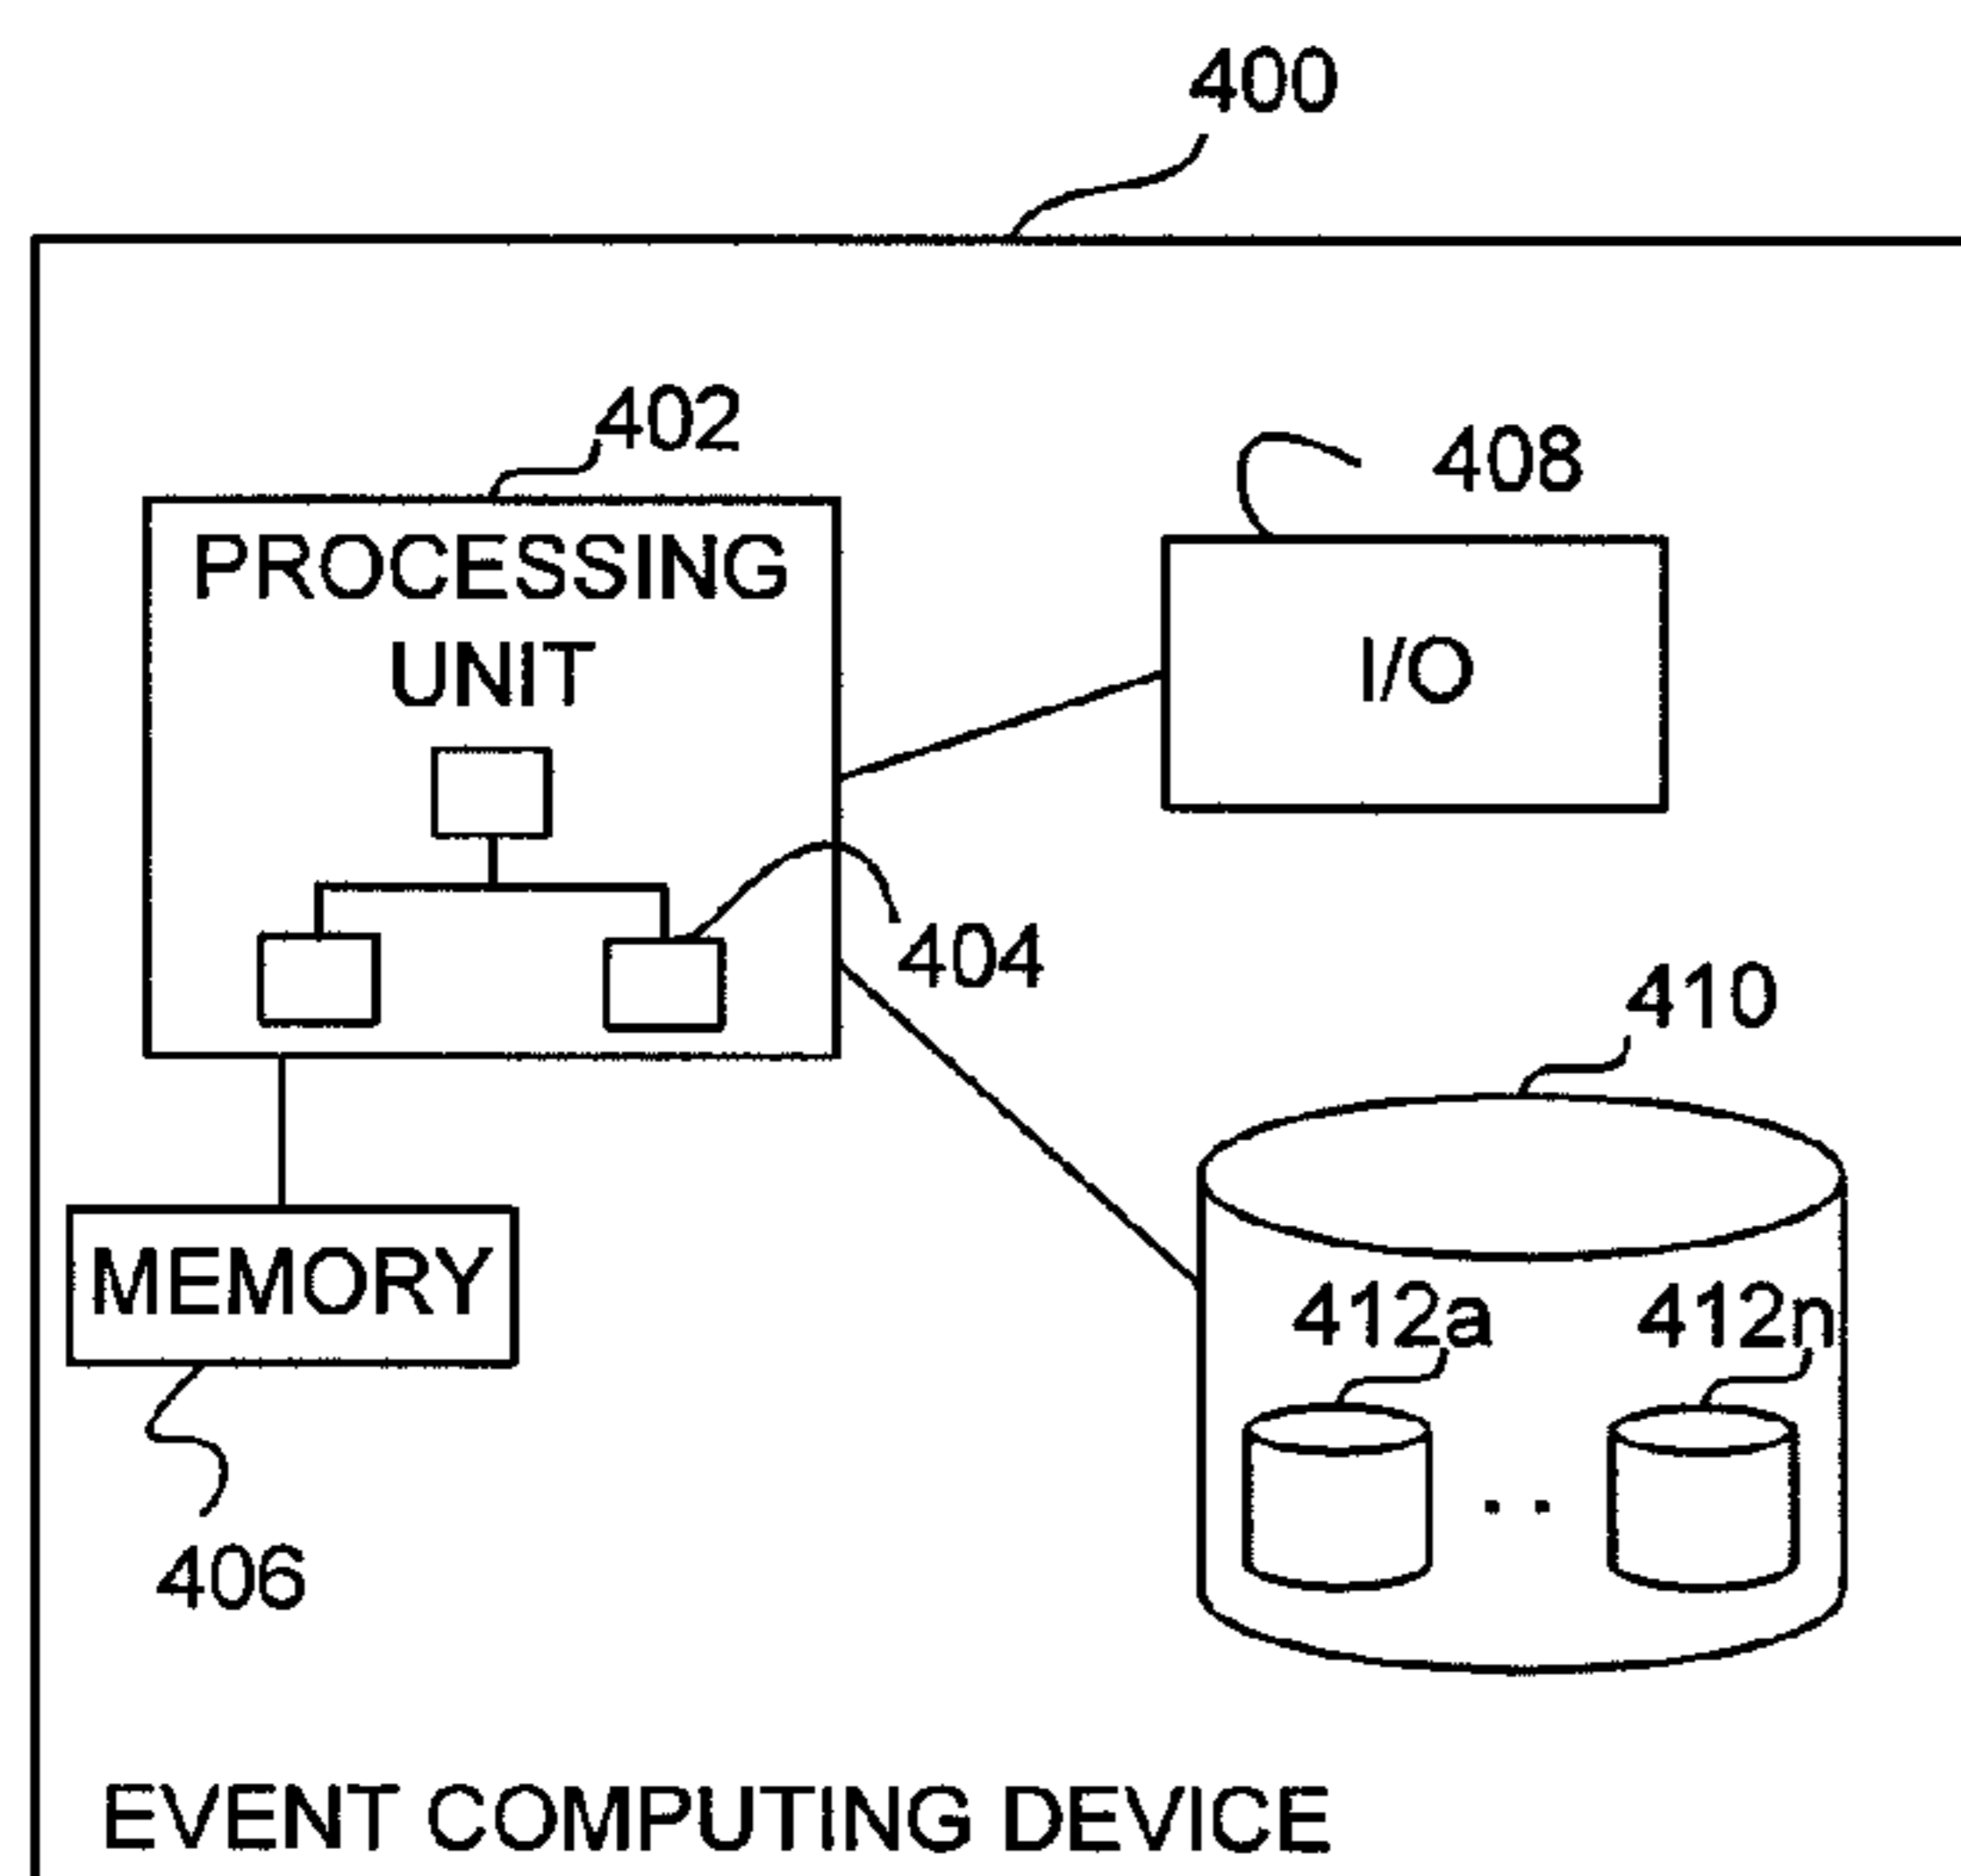 400
402
408
PROCESSING
UNIT
I/O
404
410
MEMORY
412a
412n
406
EVENT COMPUTING DEVICE